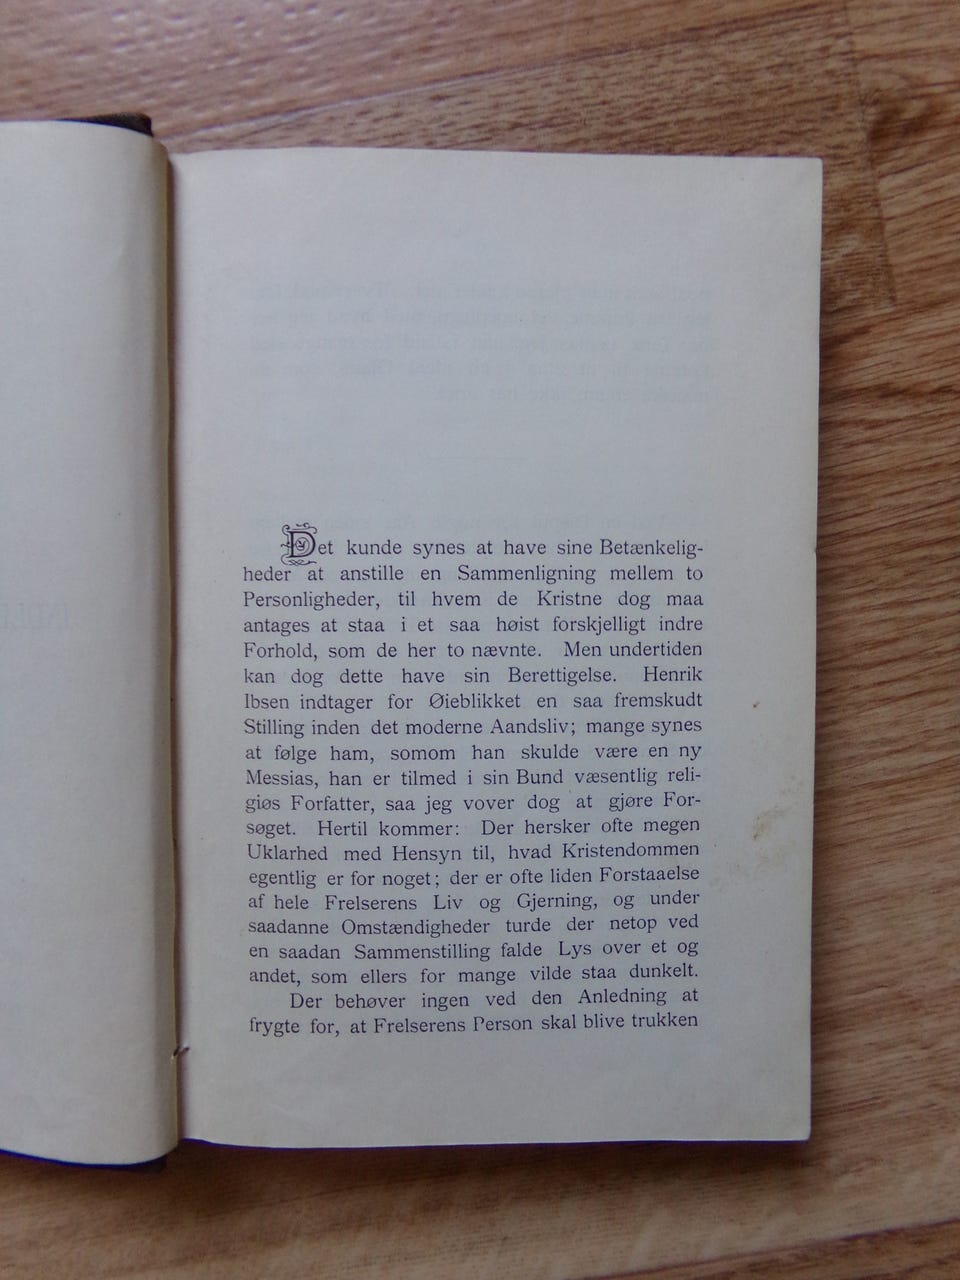 Det kunde synes at have sine Betænkelig-
heder at anstille en Sammenligning mellem to
Personligheder, til hvem de Kristne dog maa
antages at staa i et saa høist forskjelligt indre
Forhold, som de her to nævnte. Men undertiden
kan dog dette have sin Berettigelse. Henrik
Ibsen indtager for Øieblikket en saa fremskudt
Stilling inden det moderne Aandsliv; mange synes
at følge ham, somom han skulde være en ny
Messias, han er tilmed i sin Bund væsentlig reli-
giøs Forfatter, saa jeg vover dog at gjøre For-
søget. Hertil kommer: Der hersker ofte megen
Uklarhed med Hensyn til, hvad Kristendommen
egentlig er for noget; der er ofte liden Forstaaelse
af hele Frelserens Liv og Gjerning, og under
saadanne Omstændigheder turde der netop ved
en saadan Sammenstilling falde Lys over et og
andet, som ellers for mange vilde staa dunkelt.
Der behøver ingen ved den Anledning at
frygte for, at Frelserens Person skal blive trukken